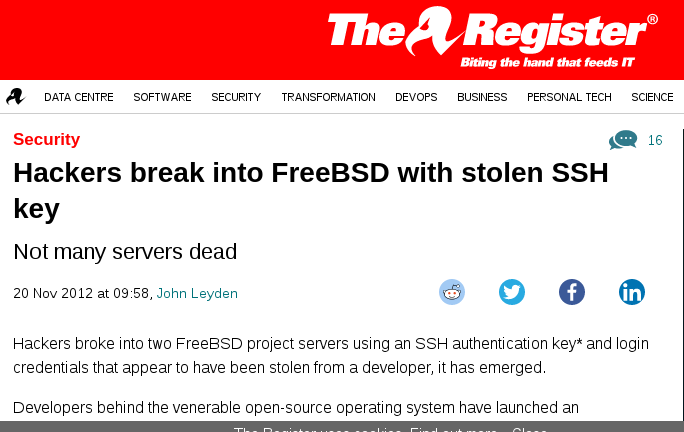 The Register®
Biting the hand that feeds IT
DATA CENTRE SOFTWARE SECURITY TRANSFORMATION DEVOPS BUSINESS PERSONAL TECH SCIENCE
Security
16
Hackers break into FreeBSD with stolen SSH
key
Not many servers dead
20 Nov 2012 at 09:58, John Leyden
Hackers broke into two FreeBSD project servers using an SSH authentication key* and login
credentials that appear to have been stolen from a developer, it has emerged.
Developers behind the venerable open-source operating system have launched an
The Register uses cookies. Find out more. Close